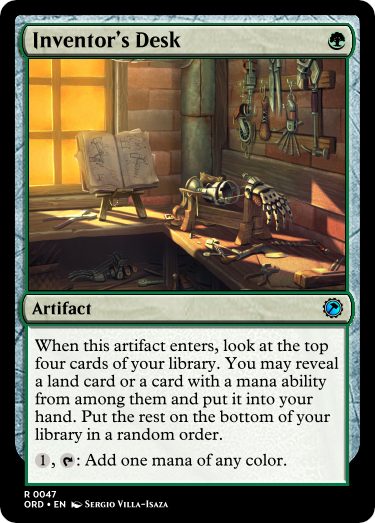 Inventor's Desk
Artifact
When this artifact enters, look at the top
four cards of your library. You may reveal
a land card or a card with a mana ability
from among them and put it into your
hand. Put the rest on the bottom of your
library in a random order.
1, : Add one mana of any color.
R 0047
ORD • EN Sergio Villa-Isaza